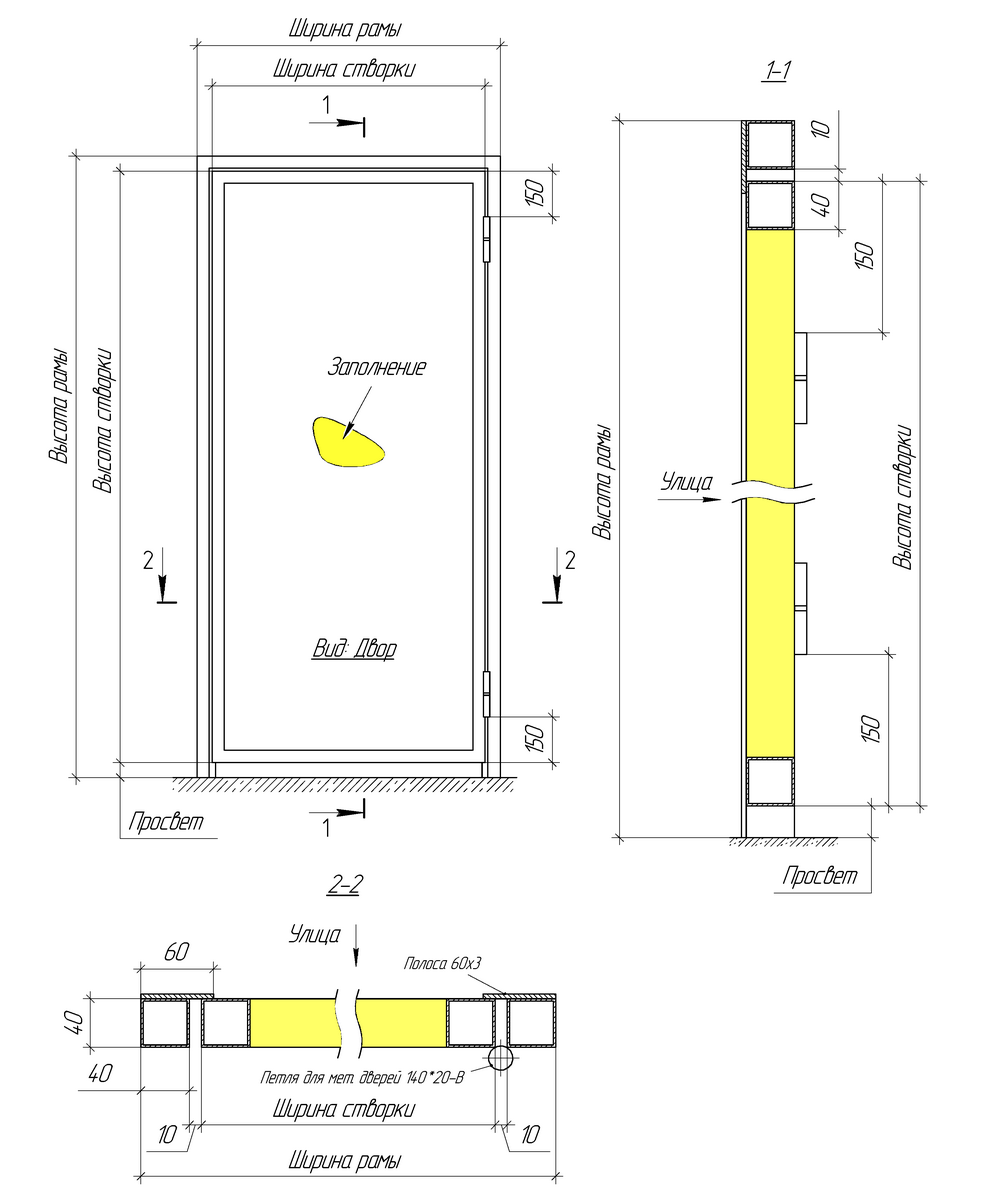 Ширина рамы
Ширина створки
1
150
Высота рамы
Высота створки
Заполнение
2
2
Вид: Двор
150
Просвет
1
1-1
10
40
150
Высота рамы
Улица
Высота створки
150
Просвет
2-2
Улица
60
Полоса 60х3
40
40
Петля для мет. дверей 140*20-В
Ширина створки
10
10
Ширина рамы